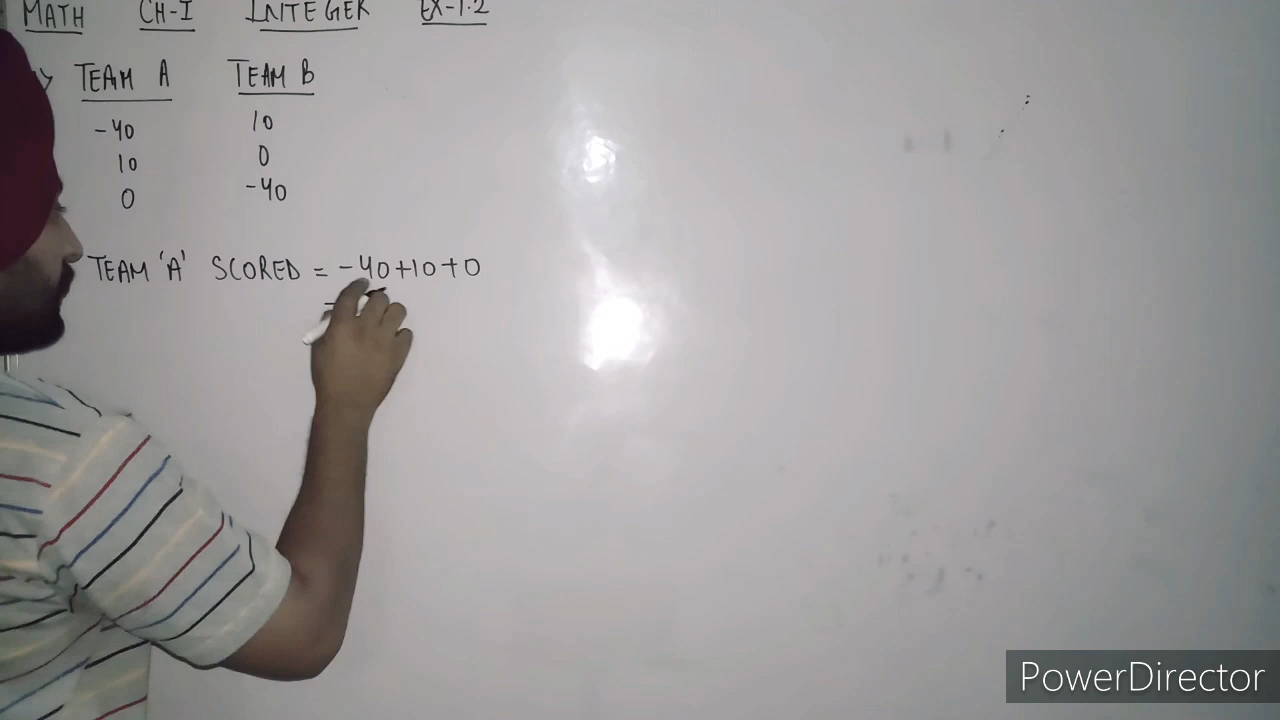 MATH CH-I INTEGER EX-1.2
TEAM A TEAM B
-40 10
10 0
0 -40
TEAM 'A' SCORED = -40+10+0
PowerDirector